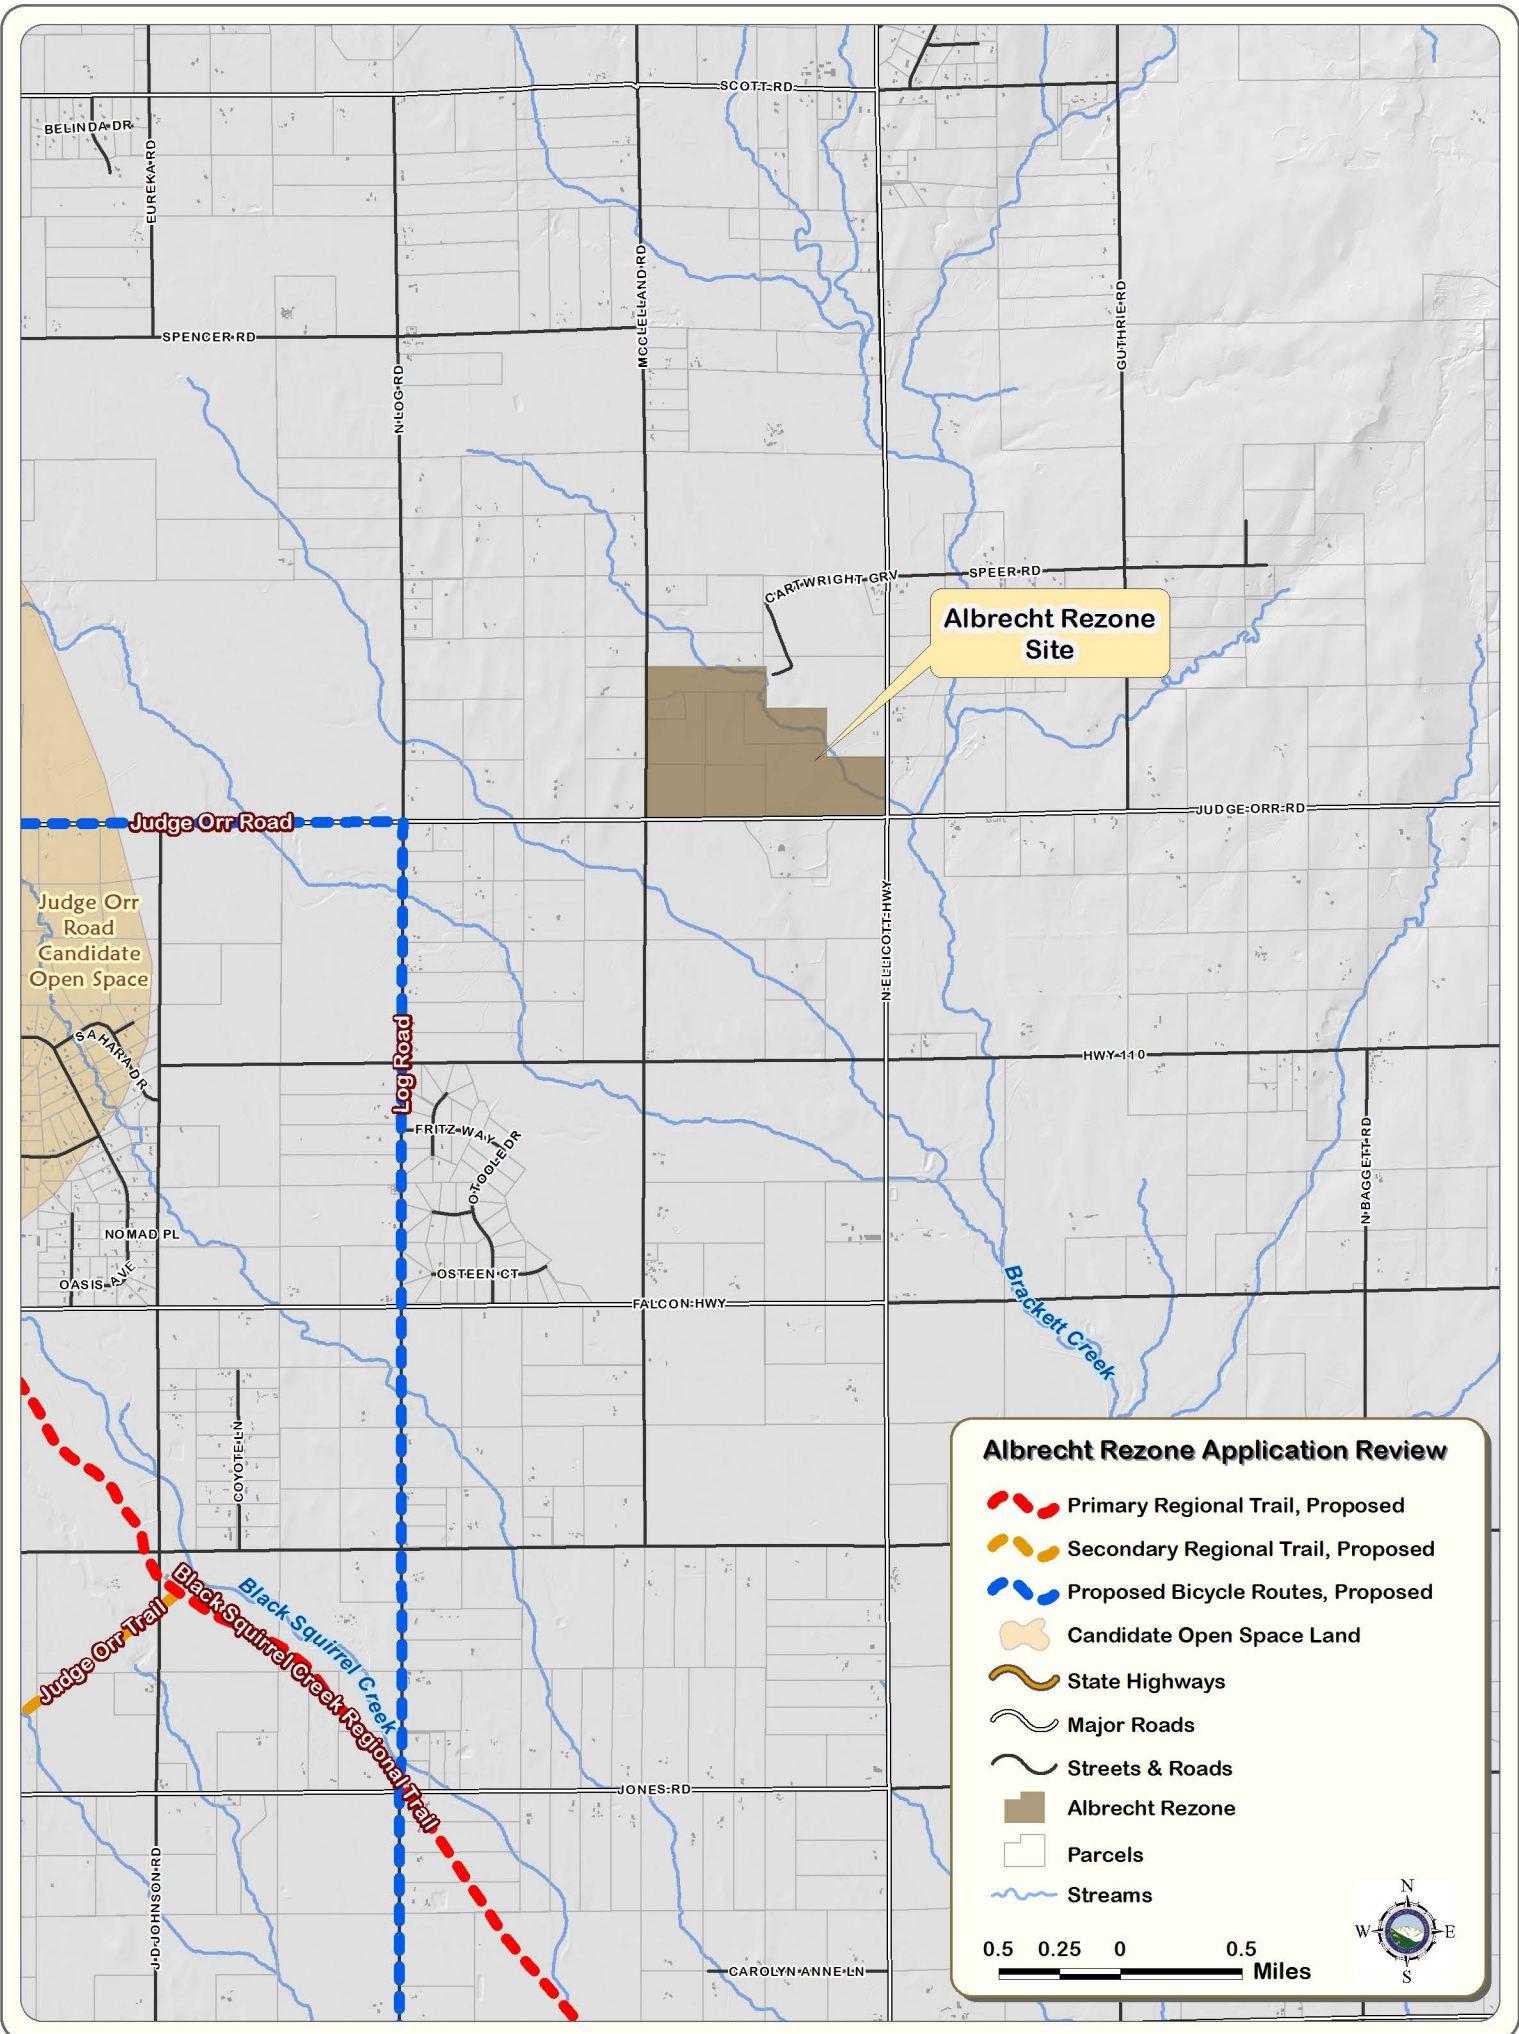 SCOTT RD
BELINDA DR
EUREKA RD
MCCLELLAND RD
GUTHRIE RD
SPENCER RD
N LOG RD
CARTWRIGHT GRV
SPEER RD
Albrecht Rezone
Site
JUDGE ORR RD
Judge Orr Road
Judge Orr
Road
Candidate
Open Space
N ELLICOTT HWY
SAHARA DR
Log Road
HWY 110
FRITZ WAY
OTOOLE DR
N BAGGETT RD
NOMAD PL
OASIS AVE
OSTEEN CT
FALCON HWY
Brackett Creek
COYOTE LN
Black Squirrel Creek
Black Squirrel Creek Regional Trail
Judge Orr Trail
JONES RD
J D JOHNSON RD
CAROLYN ANNE LN
Albrecht Rezone Application Review
Primary Regional Trail, Proposed
Secondary Regional Trail, Proposed
Proposed Bicycle Routes, Proposed
Candidate Open Space Land
State Highways
Major Roads
Streets & Roads
Albrecht Rezone
Parcels
Streams
N
W E
S
0.5 0.25 0 0.5
Miles